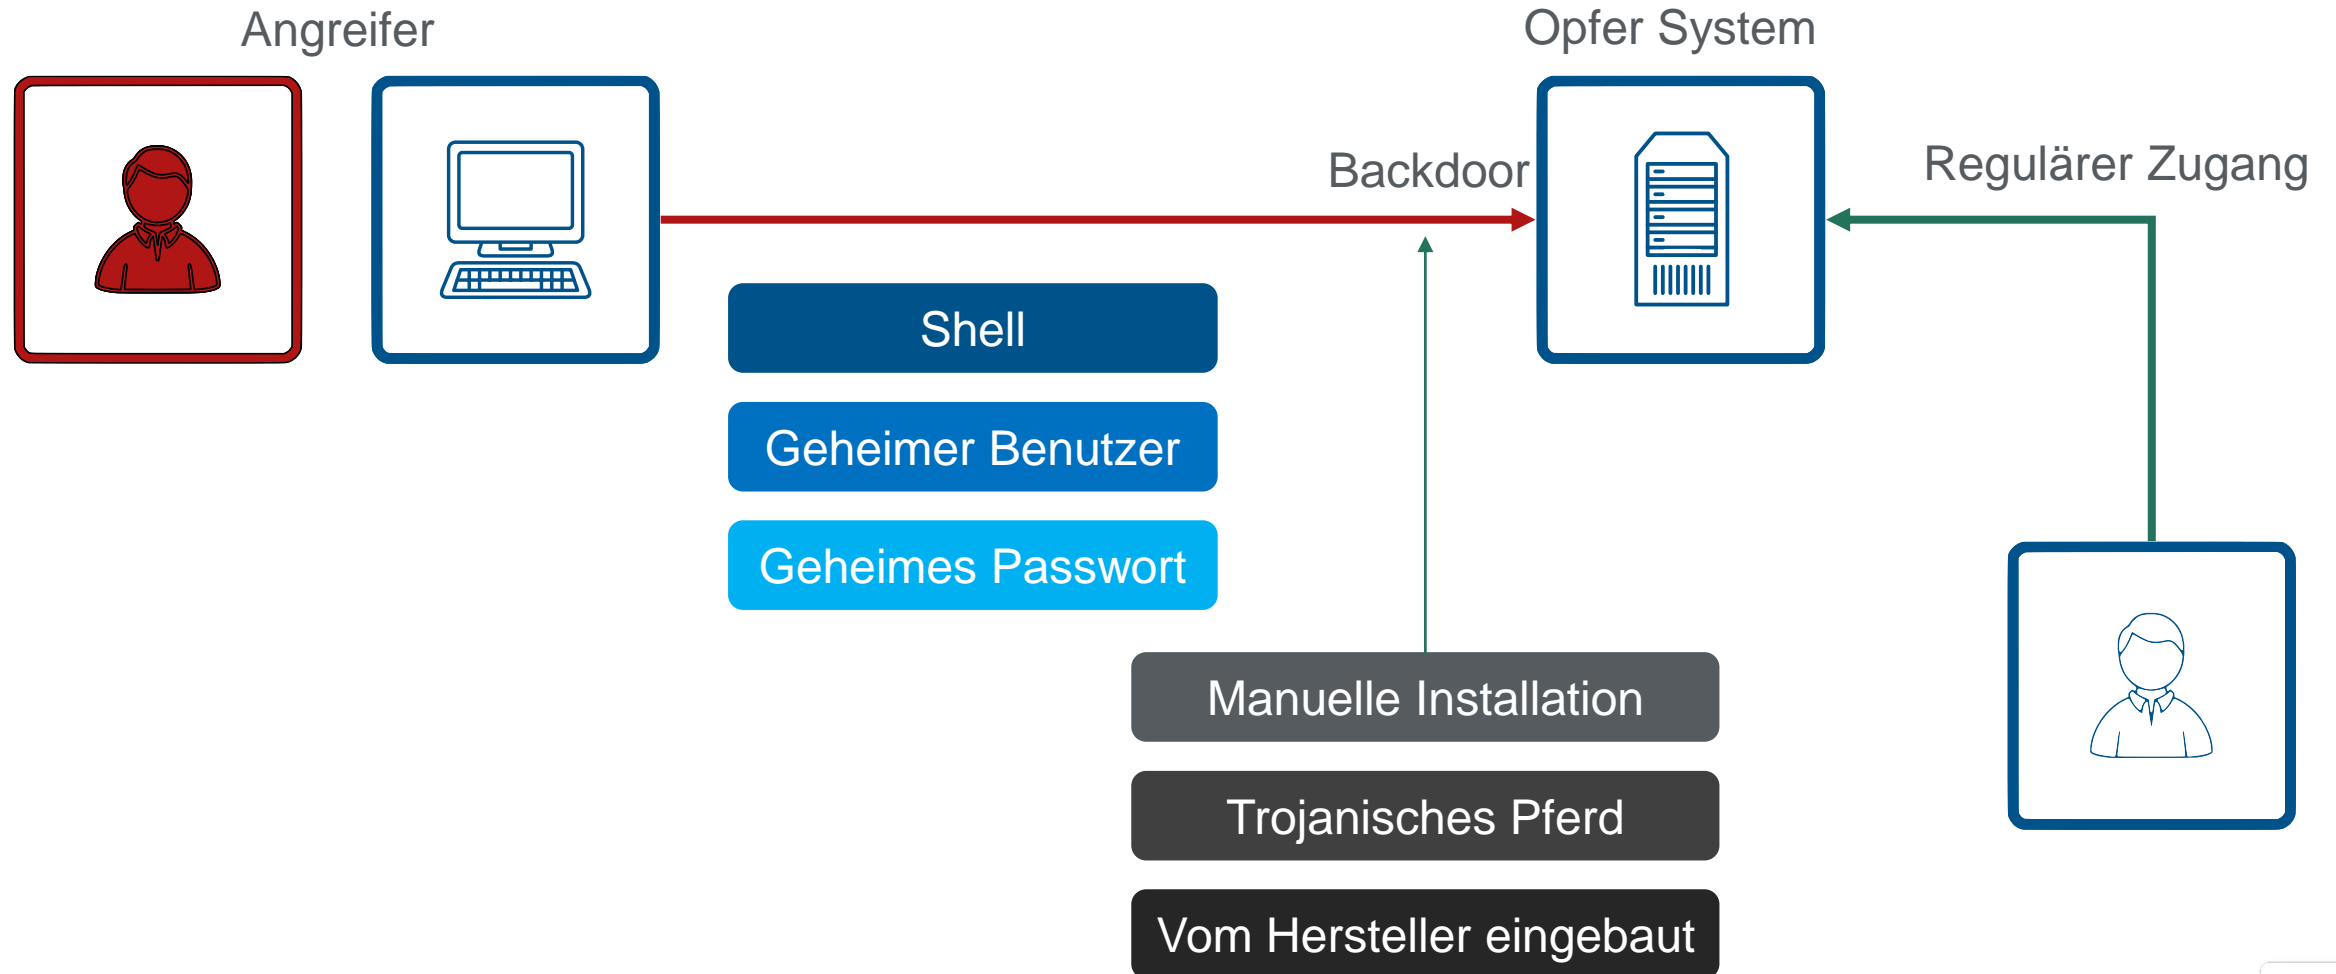 Angreifer
Opfer System
Backdoor
Regulärer Zugang
Shell
Geheimer Benutzer
Geheimes Passwort
Manuelle Installation
Trojanisches Pferd
Vom Hersteller eingebaut